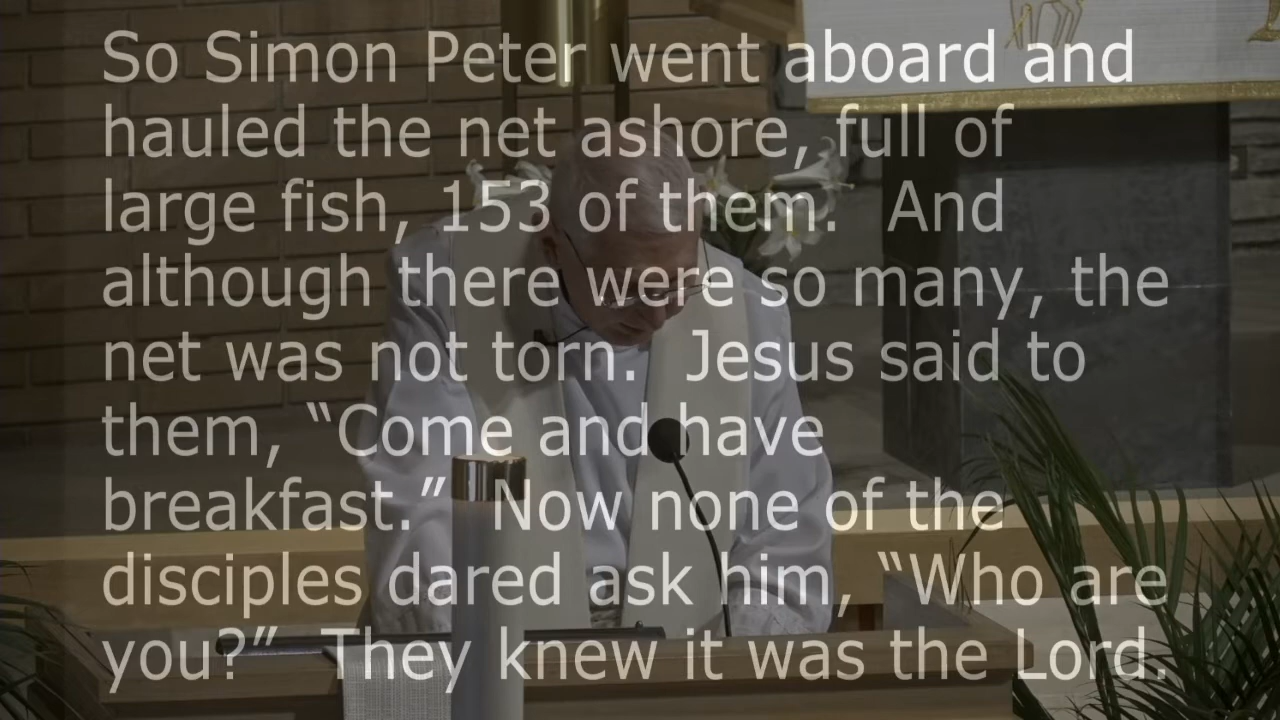 So Simon Peter went aboard and
hauled the net ashore, full of
large fish, 153 of them.  And
although there were so many, the
net was not torn.  Jesus said to
them, “Come and have
breakfast.”  Now none of the
disciples dared ask him, “Who are
you?”  They knew it was the Lord.